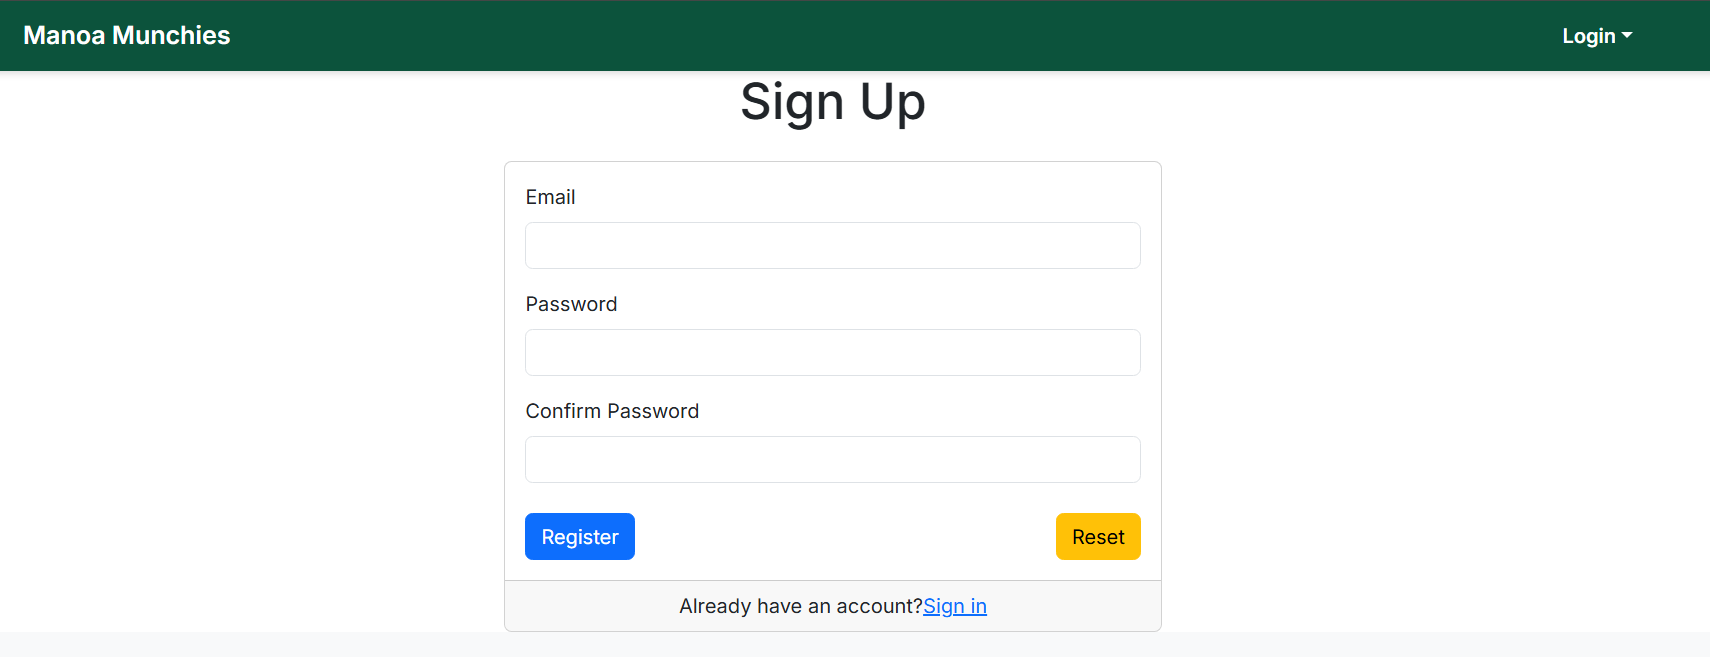 Manoa Munchies
Login
Sign Up
Email
Password
Confirm Password
Register
Reset
Already have an account?Sign in